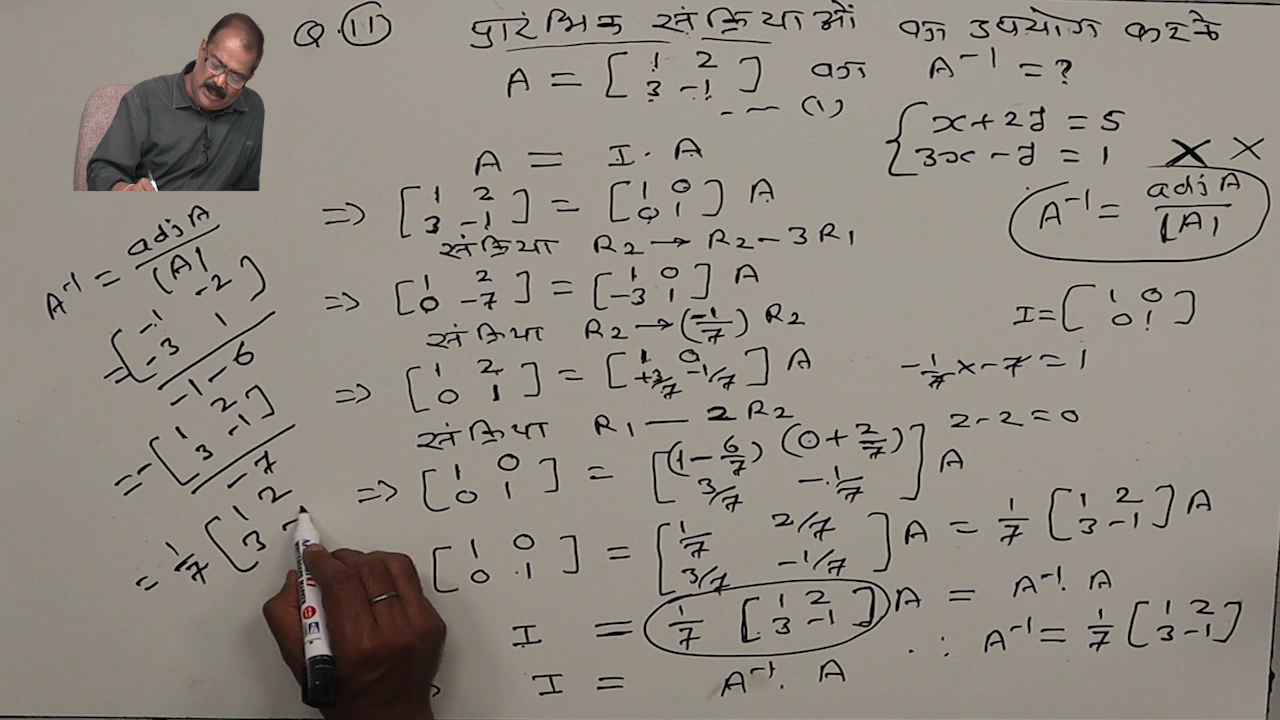 Q.(11) प्रारंभिक संक्रियाओं का उपयोग करके
A = [1 2; 3 -1] का A⁻¹ = ?
--- (1)
{x + 2y = 5
3x - y = 1 X X
A = I. A
A⁻¹ = adj A / |A|
=> [1 2; 3 -1] = [1 0; 0 1] A
संक्रिया R2 → R2 - 3R1
=> [1 2; 0 -7] = [1 0; -3 1] A
I = [1 0; 0 1]
संक्रिया R2 → (-1/7) R2
=> [1 2; 0 1] = [1 0; +3/7 -1/7] A
-1/7 x -7 = 1
संक्रिया R1 — 2R2
2 - 2 = 0
=> [1 0; 0 1] = [(1 - 6/7) (0 + 2/7); 3/7 -1/7] A
[1 0; 0 1] = [1/7 2/7; 3/7 -1/7] A = 1/7 [1 2; 3 -1] A
I = 1/7 [1 2; 3 -1] A = A⁻¹. A
∴ A⁻¹ = 1/7 [1 2; 3 -1]
I = A⁻¹. A
A⁻¹ = adj A / |A|
= [-1 -2; -3 1] / -1 - 6
= -[1 2; 3 -1] / -7
= 1/7 [1 2; 3 -